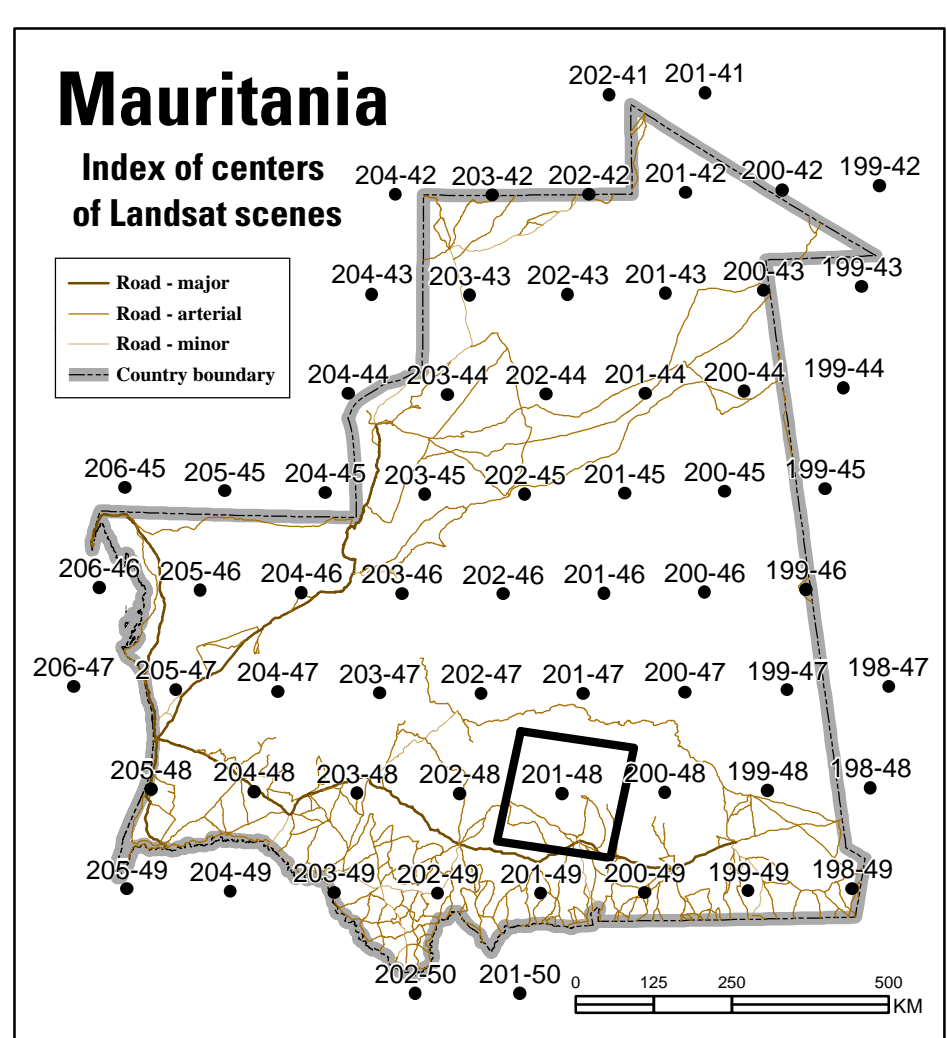 Mauritania
Index of centers
of Landsat scenes
Road - major
Road - arterial
Road - minor
Country boundary
202-41 201-41
204-42 203-42 202-42 201-42 200-42 199-42
204-43 203-43 202-43 201-43 200-43 199-43
204-44 203-44 202-44 201-44 200-44 199-44
206-45 205-45 204-45 203-45 202-45 201-45 200-45 199-45
206-46 205-46 204-46 203-46 202-46 201-46 200-46 199-46
206-47 205-47 204-47 203-47 202-47 201-47 200-47 199-47 198-47
205-48 204-48 203-48 202-48 201-48 200-48 199-48 198-48
205-49 204-49 203-49 202-49 201-49 200-49 199-49 198-49
202-50 201-50
0 125 250 500
KM